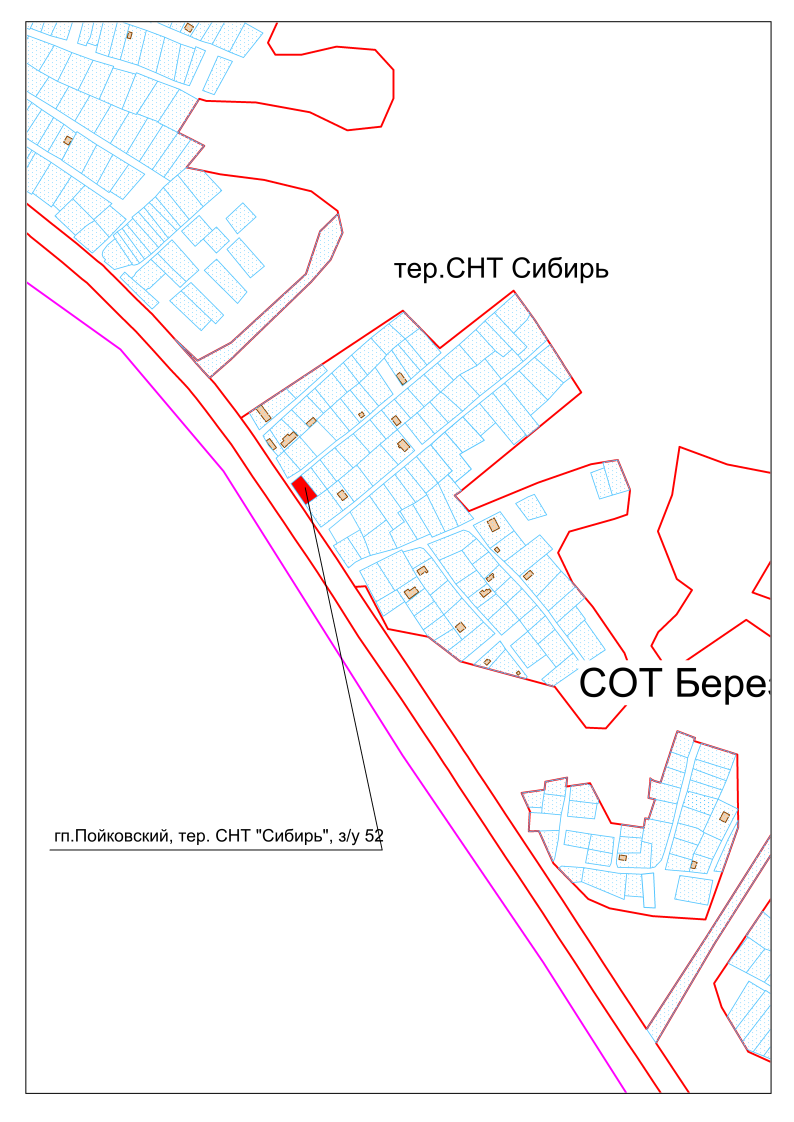 тер.СНТ Сибирь
СОТ Бере
гп.Пойковский, тер. СНТ "Сибирь", з/у 52